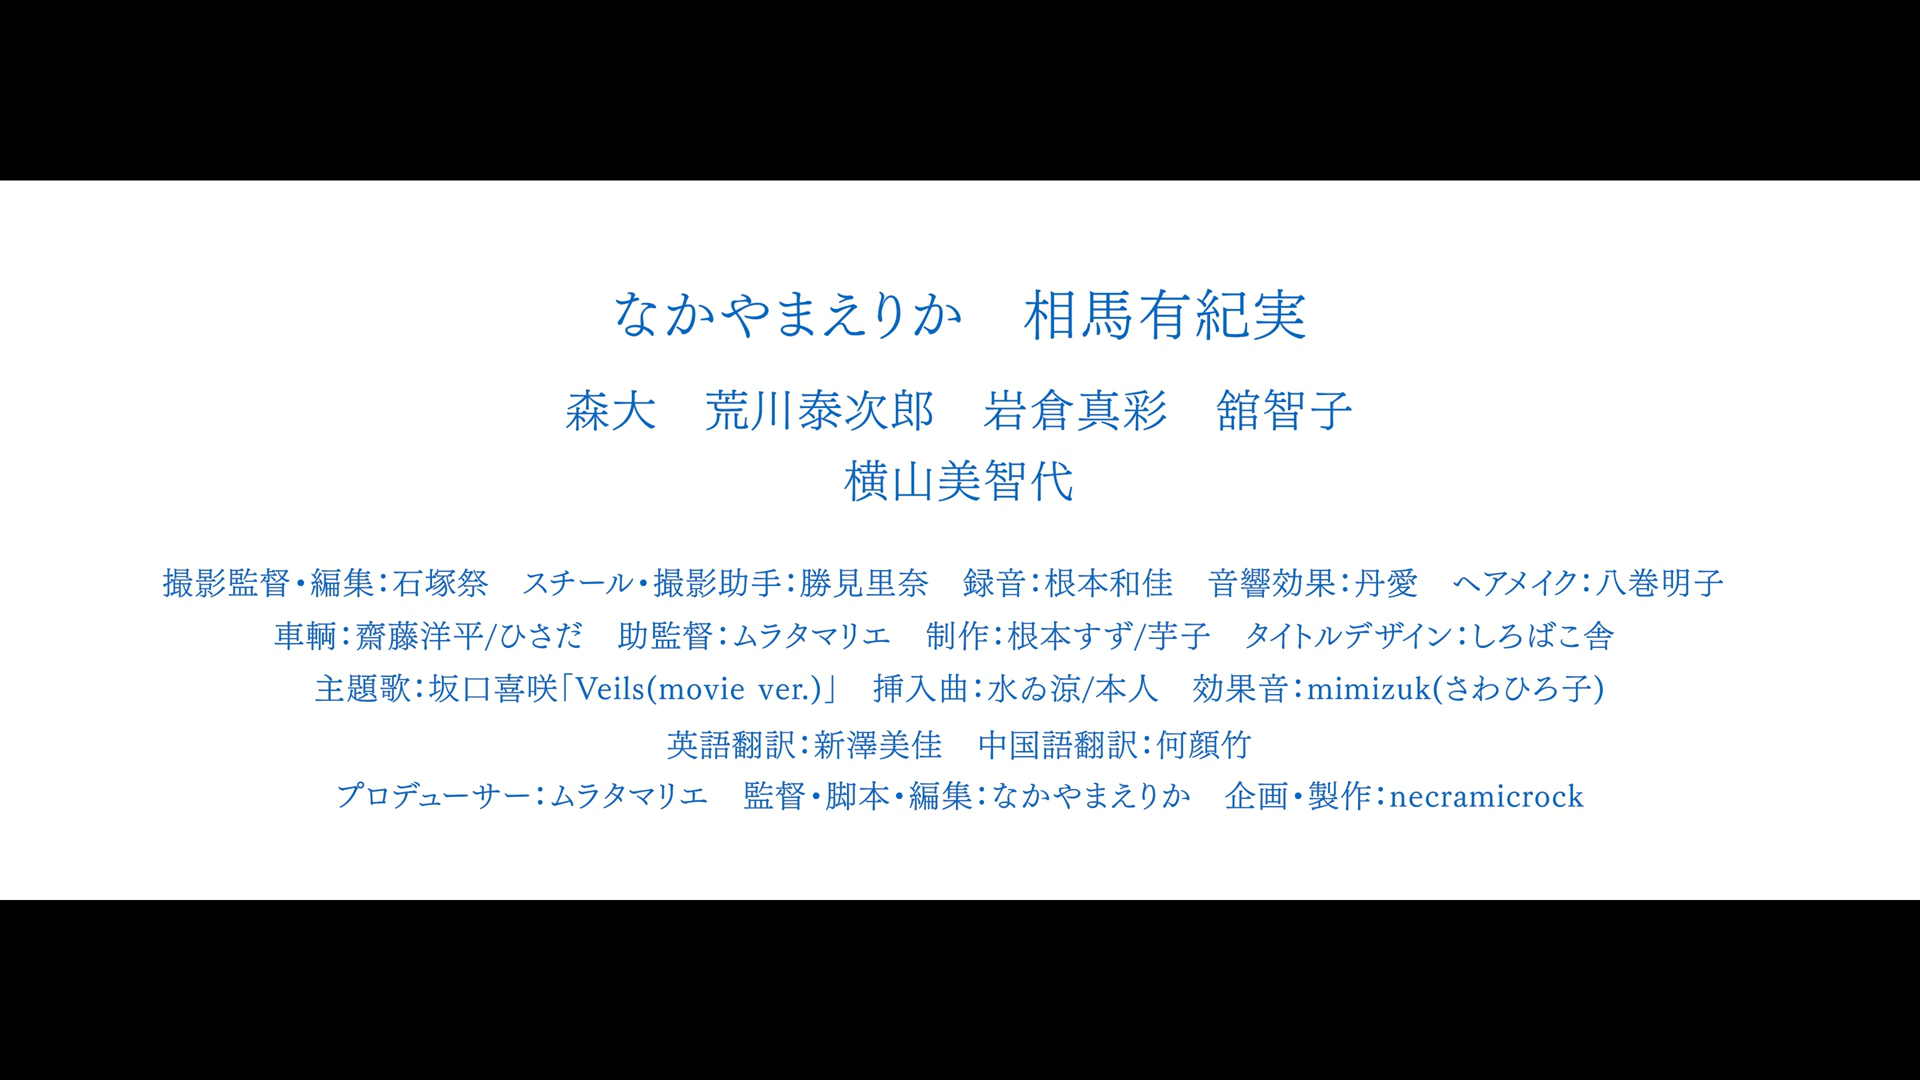 なかやまえりか　相馬有紀実
森大　荒川泰次郎　岩倉真彩　舘智子
横山美智代
撮影監督・編集：石塚祭　スチール・撮影助手：勝見里奈　録音：根本和佳　音響効果：丹愛　ヘアメイク：八巻明子
車輌：齋藤洋平/ひさだ　助監督：ムラタマリエ　制作：根本すず/芋子　タイトルデザイン：しろばこ舎
主題歌：坂口喜咲「Veils(movie ver.)」　挿入曲：水ゐ涼/本人　効果音：mimizuk(さわひろ子)
英語翻訳：新澤美佳　中国語翻訳：何顔竹
プロデューサー：ムラタマリエ　監督・脚本・編集：なかやまえりか　企画・製作：necramicrock